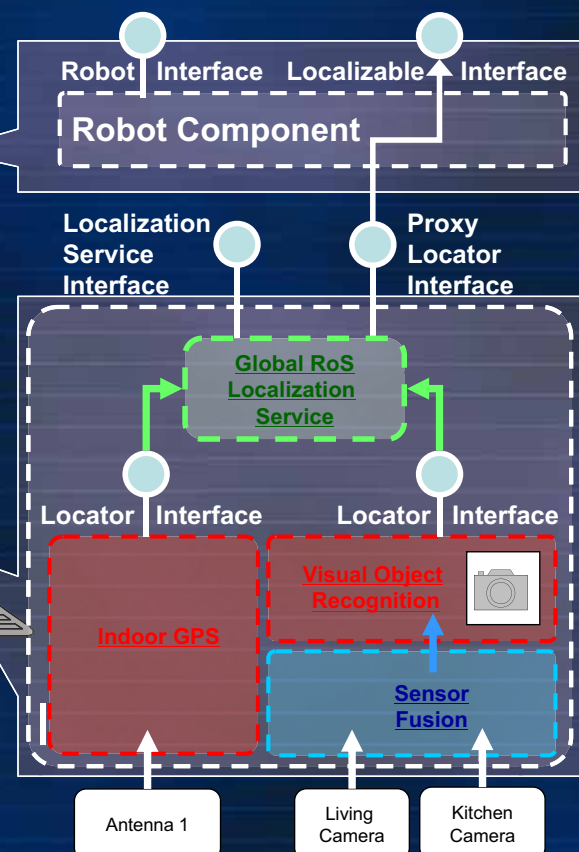 Robot Interface
Localizable Interface
Robot Component
Localization
Service
Interface
Proxy
Locator
Interface
Global RoS
Localization
Service
Locator Interface
Locator Interface
Indoor GPS
Visual Object
Recognition
Sensor
Fusion
Antenna 1
Living
Camera
Kitchen
Camera